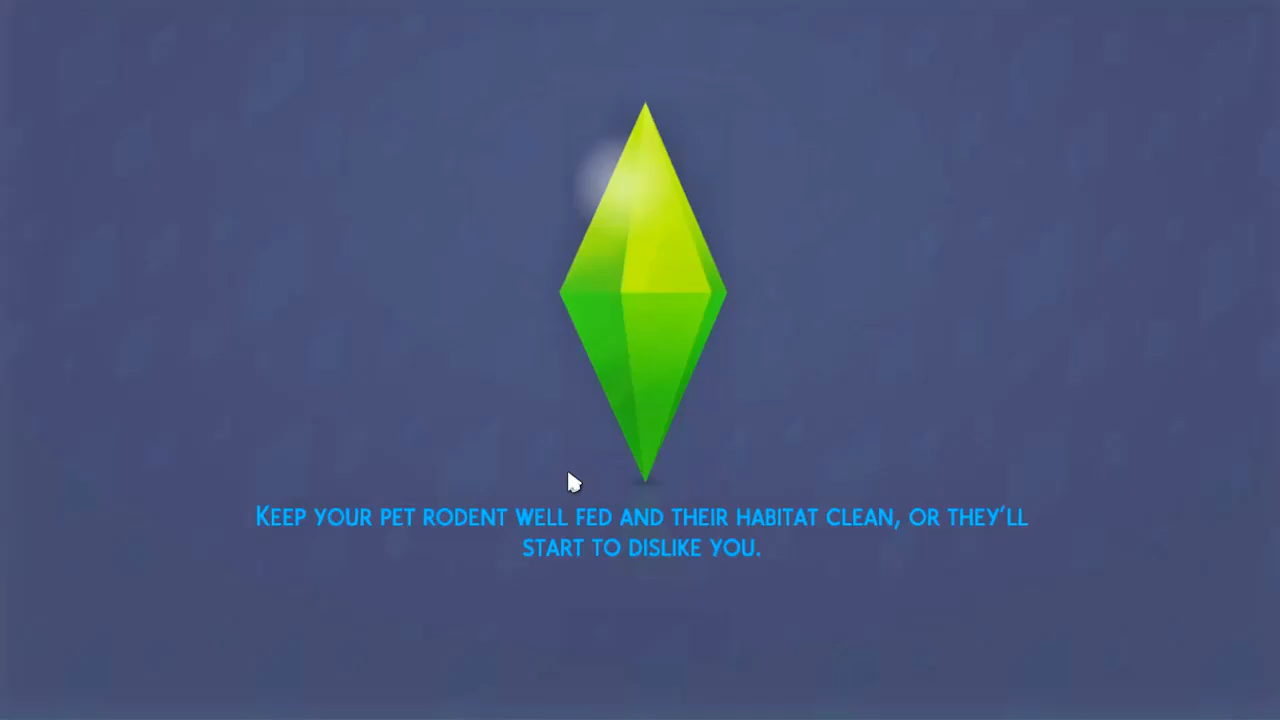 Keep your pet rodent well fed and their habitat clean, or they'll
start to dislike you.